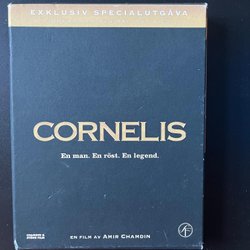 EXKLUSIV SPECIALUTGÅVA
CORNELIS
En man. En röst. En legend.
EN FILM AV AMIR CHAMDIN